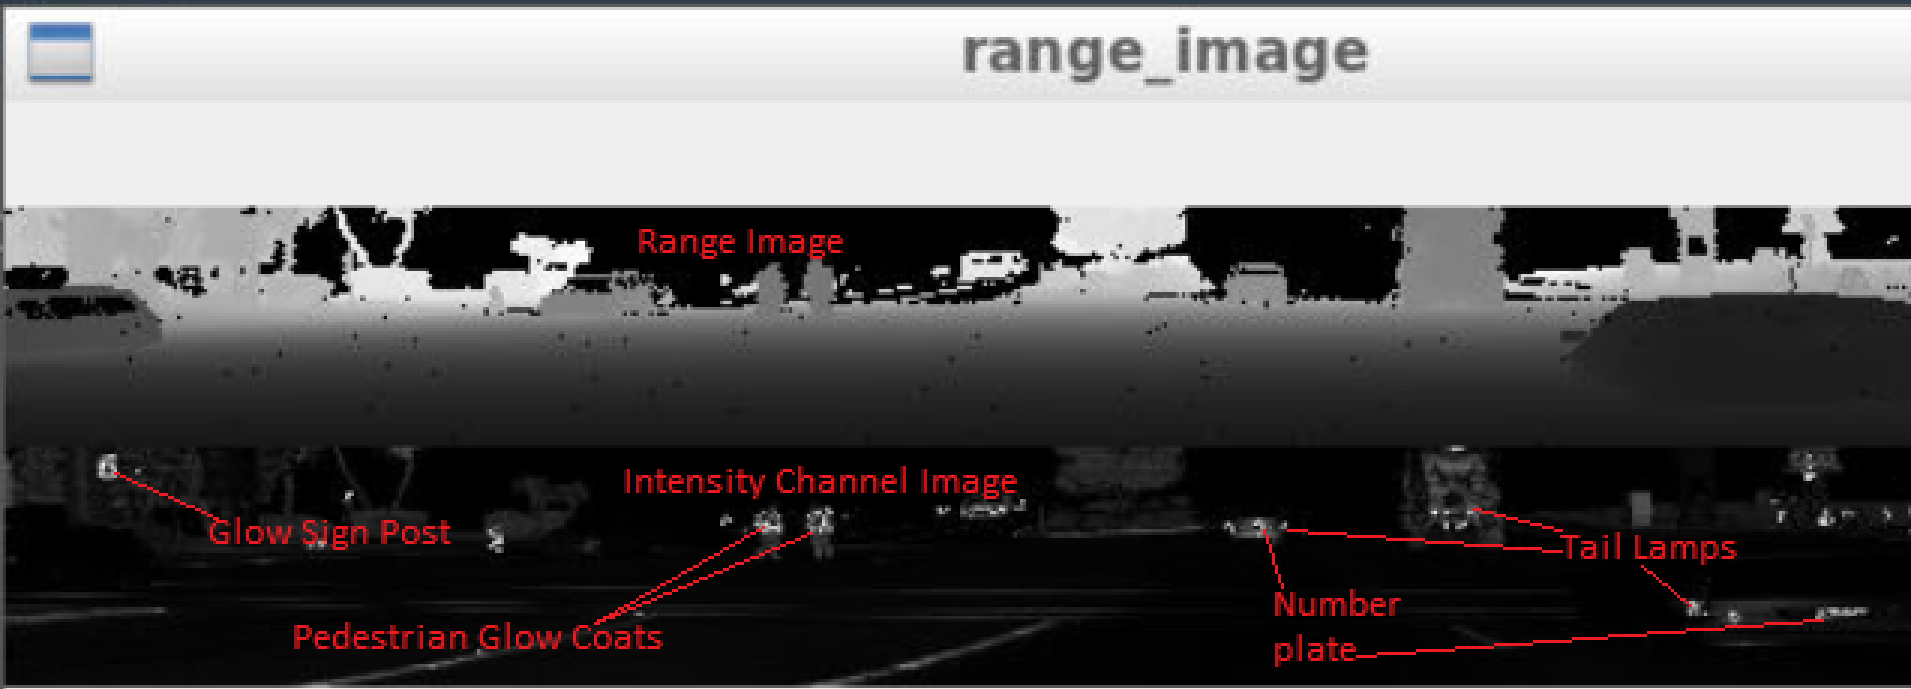 range_image
Range Image
Intensity Channel Image
Glow Sign Post
Tail Lamps
Number
plate
Pedestrian Glow Coats